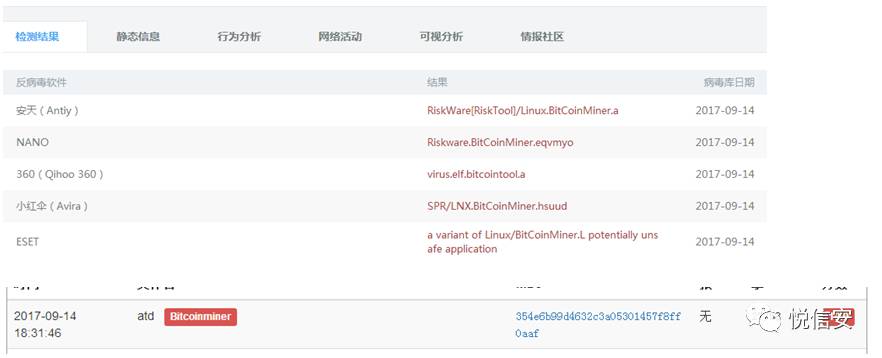 检测结果 静态信息 行为分析 网络活动 可视分析 情报社区
反病毒软件 结果 病毒库日期
安天 ( Antiy ) RiskWare[RiskTool]/Linux.BitCoinMiner.a 2017-09-14
NANO Riskware.BitCoinMiner.eqvmyo 2017-09-14
360 ( Qihoo 360 ) virus.elf.bitcointool.a 2017-09-14
小红伞 ( Avira ) SPR/LNX.BitCoinMiner.hsuud 2017-09-14
ESET a variant of Linux/BitCoinMiner.L potentially uns 2017-09-14
afe application
2017-09-14 atd Bitcoinminer 354e6b99d4632c3a05301457f8ff 无
18:31:46 0aaf
悦信安